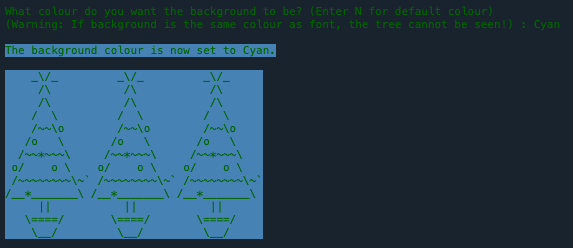 What colour do you want the background to be? (Enter N for default colour)
(Warning: If background is the same colour as font, the tree cannot be seen!) : Cyan
The background colour is now set to Cyan.